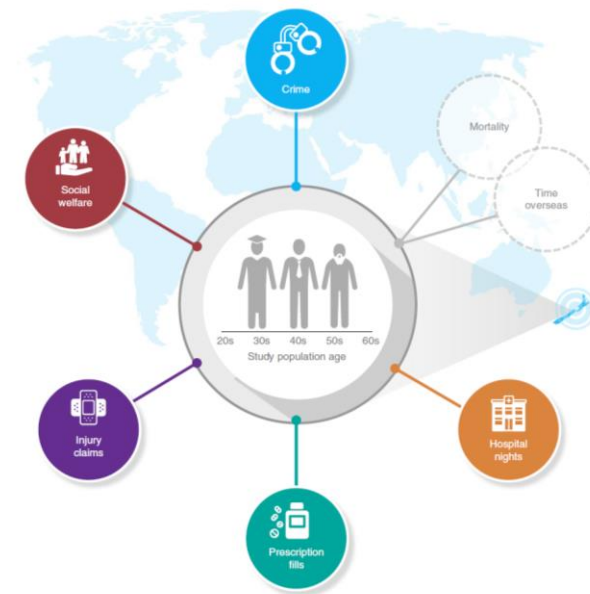 Crime
Mortality
Social
welfare
Time
overseas
20s 30s 40s 50s 60s
Study population age
Injury
claims
Hospital
nights
Prescription
fills